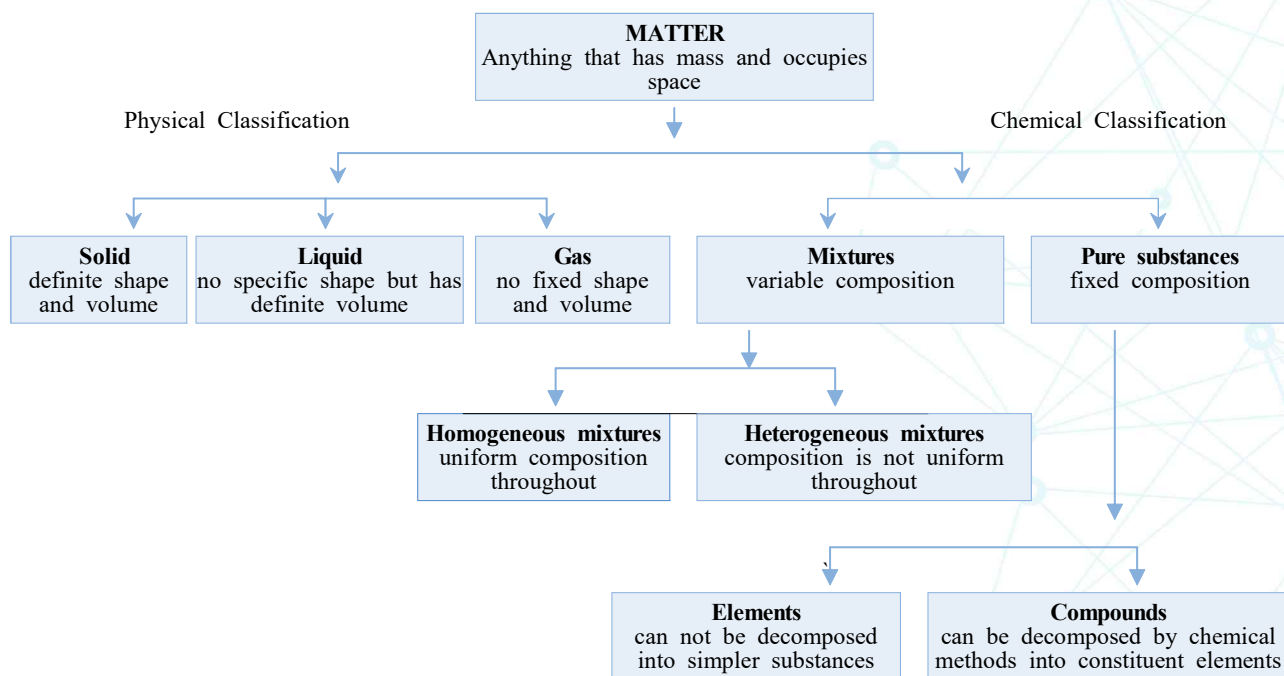 MATTER
Anything that has mass and occupies
space
Physical Classification
Chemical Classification
Solid
definite shape
and volume
Liquid
no specific shape but has
definite volume
Gas
no fixed shape
and volume
Mixtures
variable composition
Pure substances
fixed composition
Homogeneous mixtures
uniform composition
throughout
Heterogeneous mixtures
composition is not uniform
throughout
`
Elements
can not be decomposed
into simpler substances
Compounds
can be decomposed by chemical
methods into constituent elements